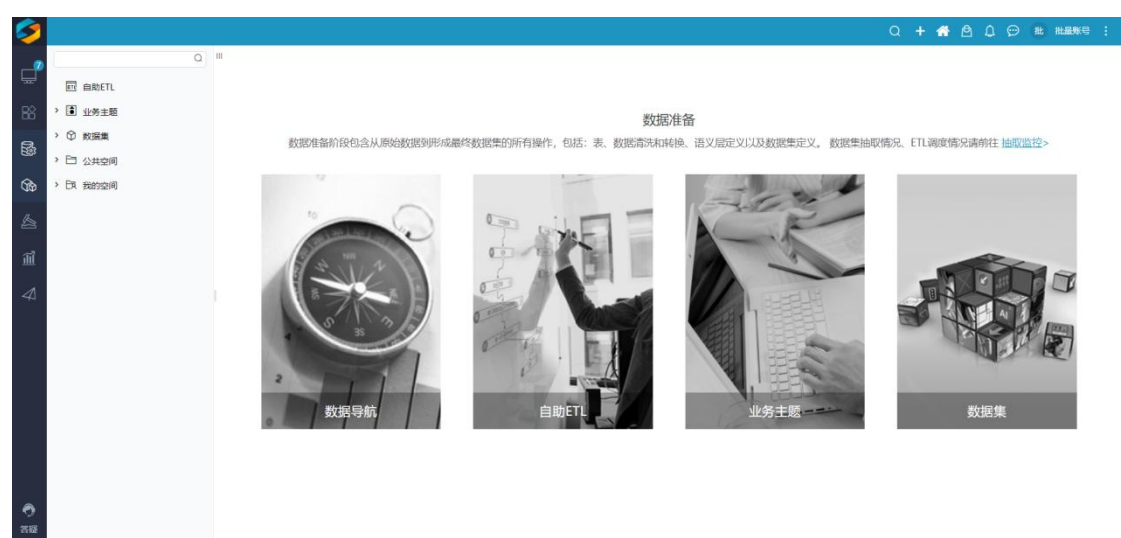 批 批量账号
7
自助ETL
业务主题
数据集
公共空间
我的空间
数据准备
数据准备阶段包含从原始数据到形成最终数据集的所有操作，包括：表、数据清洗和转换、语义层定义以及数据集定义。 数据集抽取情况、ETL调度情况请前往 抽取监控>
数据导航
自助ETL
业务主题
数据集
答疑